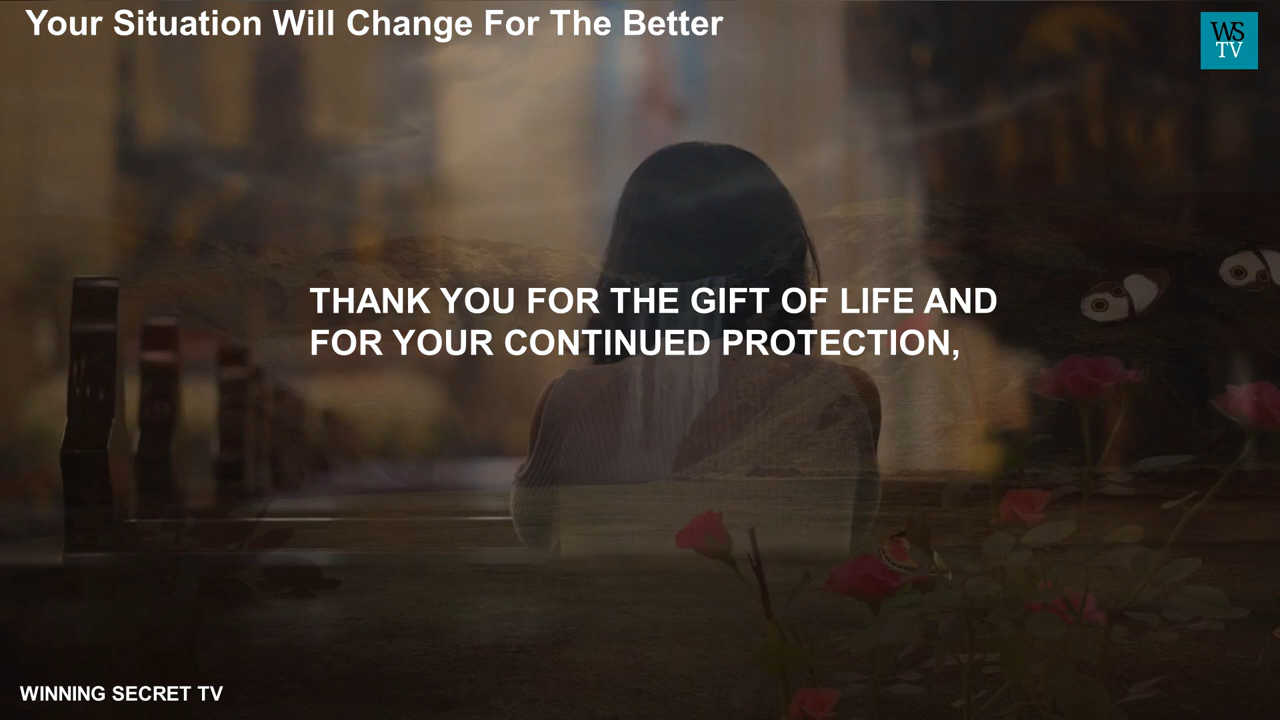 Your Situation Will Change For The Better
WS
TV
THANK YOU FOR THE GIFT OF LIFE AND
FOR YOUR CONTINUED PROTECTION,
WINNING SECRET TV